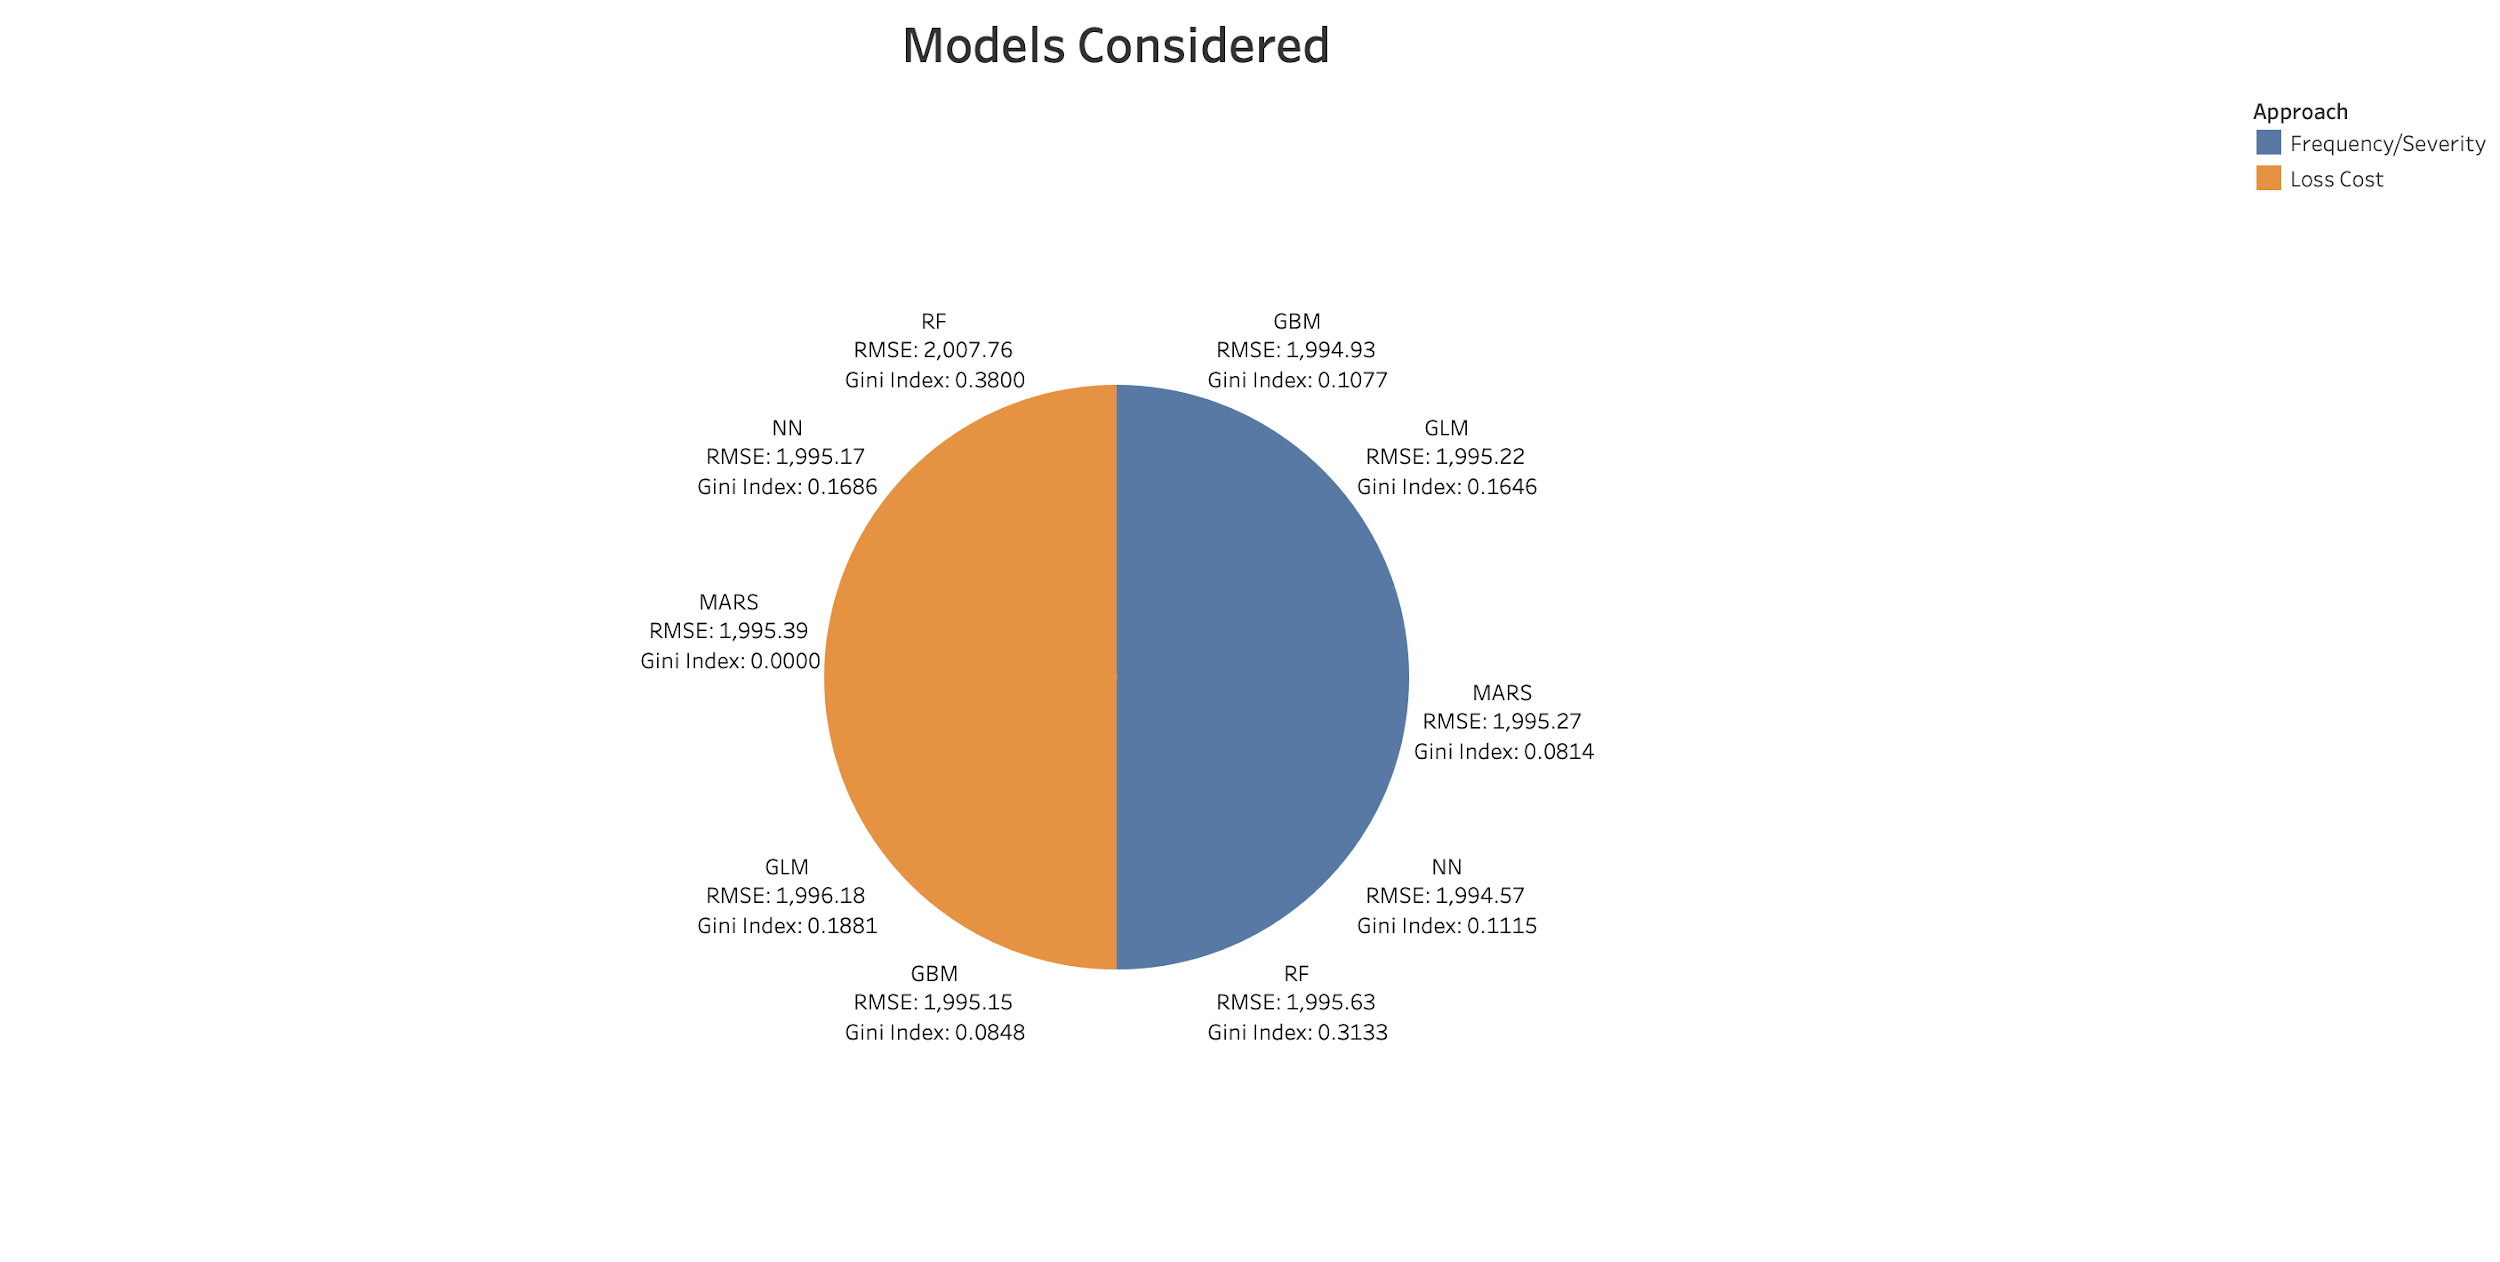 Models Considered
Approach
Frequency/Severity
Loss Cost
RF
RMSE: 2,007.76
Gini Index: 0.3800
GBM
RMSE: 1,994.93
Gini Index: 0.1077
NN
RMSE: 1,995.17
Gini Index: 0.1686
GLM
RMSE: 1,995.22
Gini Index: 0.1646
MARS
RMSE: 1,995.39
Gini Index: 0.0000
MARS
RMSE: 1,995.27
Gini Index: 0.0814
GLM
RMSE: 1,996.18
Gini Index: 0.1881
NN
RMSE: 1,994.57
Gini Index: 0.1115
GBM
RMSE: 1,995.15
Gini Index: 0.0848
RF
RMSE: 1,995.63
Gini Index: 0.3133